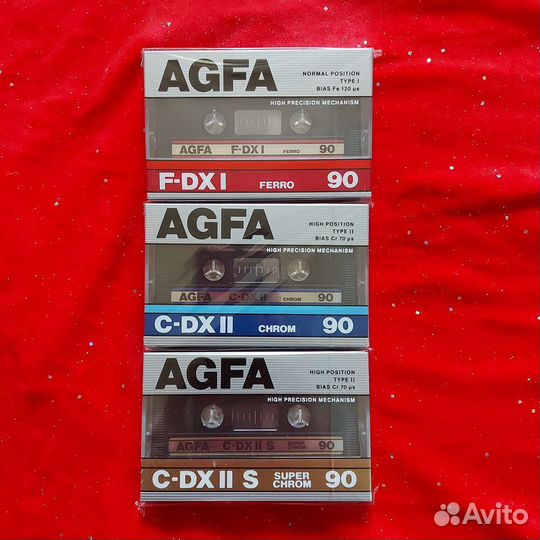 AGFA
NORMAL POSITION
TYPE I
BIAS Fe 120 µs
HIGH PRECISION MECHANISM
AGFA F-DX I FERRO 90
F-DX I FERRO 90
AGFA
HIGH POSITION
TYPE II
BIAS Cr 70 µs
HIGH PRECISION MECHANISM
AGFA C-DX II CHROM 90
C-DX II CHROM 90
AGFA
HIGH POSITION
TYPE II
BIAS Cr 70 µs
HIGH PRECISION MECHANISM
AGFA C-DX II S 90
C-DX II S SUPER CHROM 90
Avito